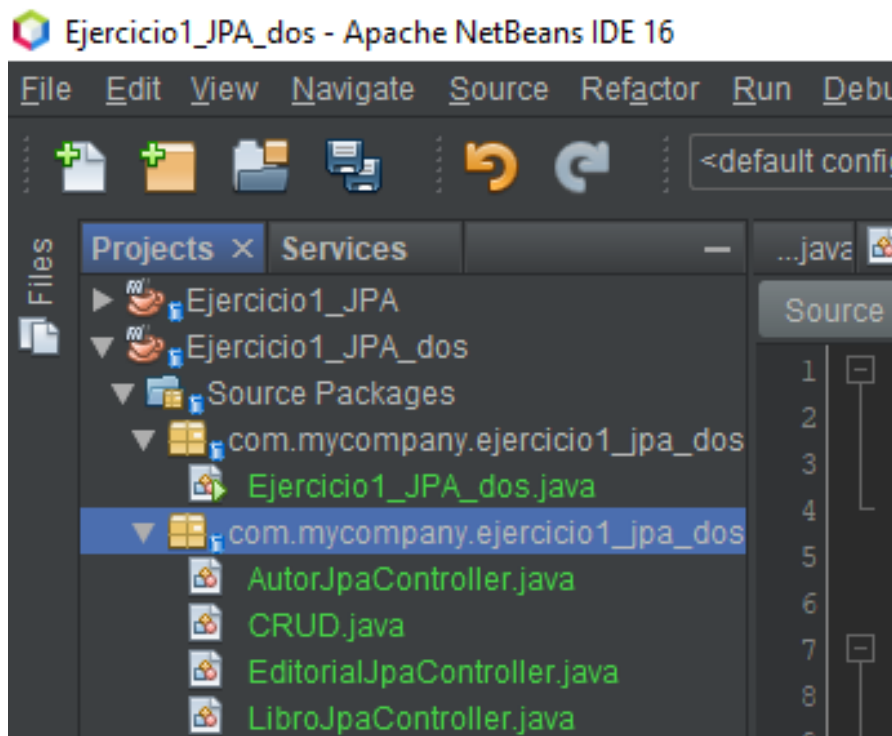 Ejercicio1_JPA_dos - Apache NetBeans IDE 16
File Edit View Navigate Source Refactor Run Debu
<default config
Files
Projects × Services
...java
Ejercicio1_JPA
Source
Ejercicio1_JPA_dos
Source Packages
1
com.mycompany.ejercicio1_jpa_dos
2
3
Ejercicio1_JPA_dos.java
4
com.mycompany.ejercicio1_jpa_dos
5
AutorJpaController.java
6
CRUD.java
7
EditorialJpaController.java
8
LibroJpaController.java